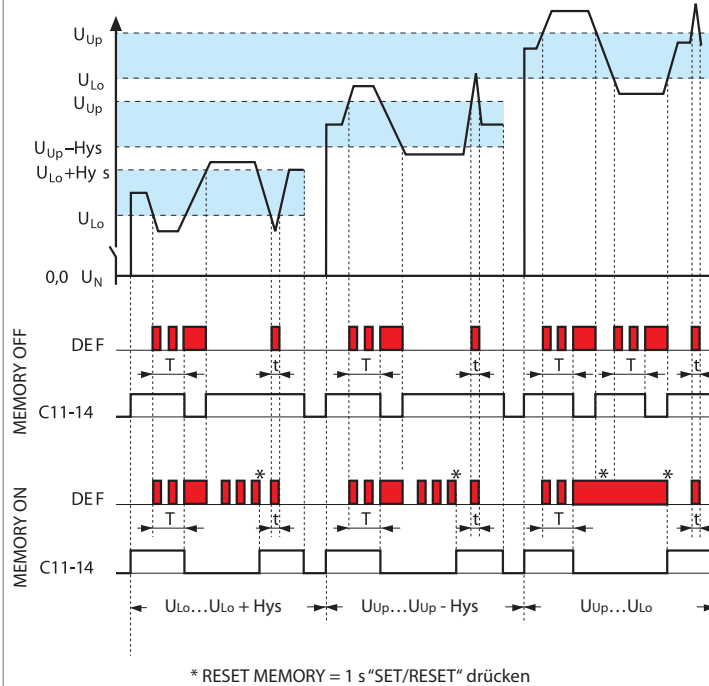 U_Up
U_Lo
U_Up
U_Up–Hys
U_Lo+Hy s
U_Lo
0,0 U_N
MEMORY OFF
DEF
T t T t T T t
C11-14
MEMORY ON
DEF
* * * *
T t T t T t
C11-14
U_Lo…U_Lo + Hys U_Up…U_Up - Hys U_Up…U_Lo
* RESET MEMORY = 1 s "SET/RESET" drücken